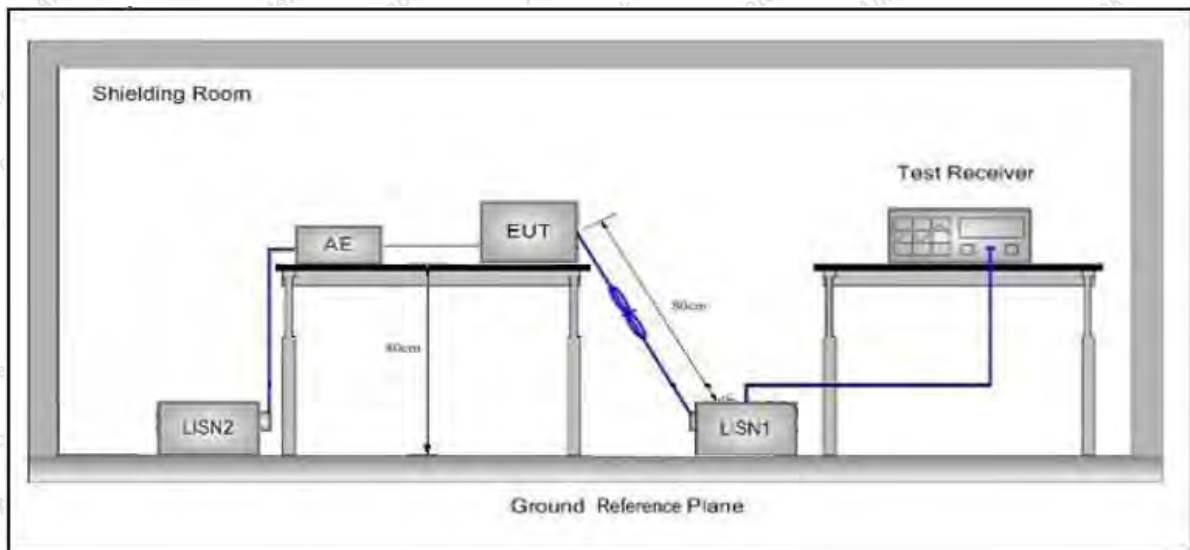 Shielding Room
Test Receiver
AE
EUT
80cm
80cm
LISN2
LISN1
Ground Reference Plane